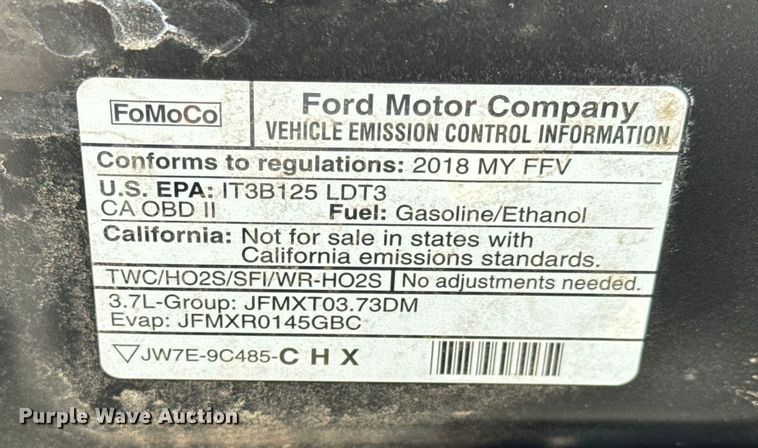 FoMoCo
Ford Motor Company
VEHICLE EMISSION CONTROL INFORMATION
Conforms to regulations: 2018 MY FFV
U.S. EPA: IT3B125 LDT3
CA OBD II Fuel: Gasoline/Ethanol
California: Not for sale in states with
California emissions standards.
TWC/HO2S/SFI/WR-HO2S No adjustments needed.
3.7L-Group: JFMXT03.73DM
Evap: JFMXR0145GBC
JW7E-9C485-C H X
Purple Wave Auction